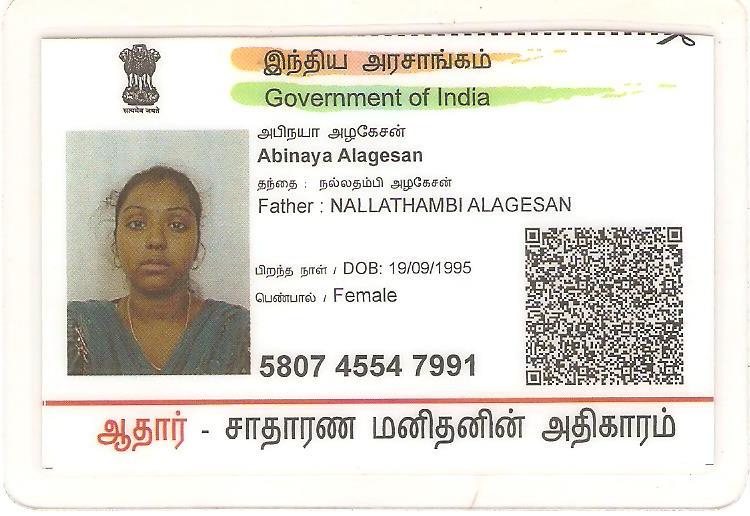 இந்திய அரசாங்கம்
Government of India
सत्यमेव जयते
அபிநயா அழகேசன்
Abinaya Alagesan
தந்தை : நல்லதம்பி அழகேசன்
Father : NALLATHAMBI ALAGESAN
பிறந்த நாள் / DOB: 19/09/1995
பெண்பால் / Female
5807 4554 7991
ஆதார் - சாதாரண மனிதனின் அதிகாரம்